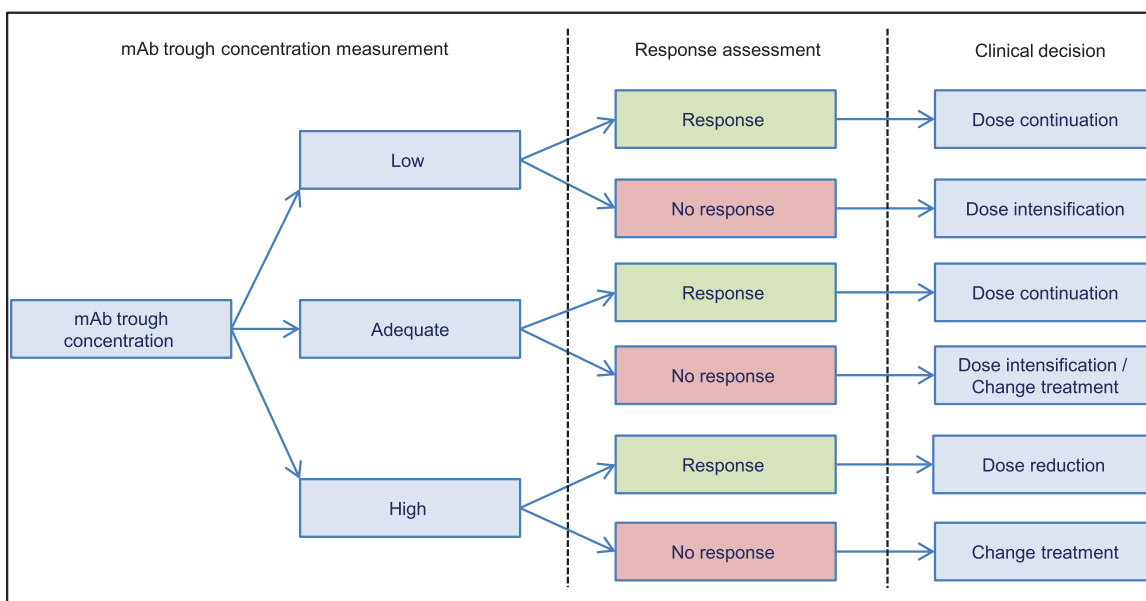 mAb trough concentration measurement
Response assessment
Clinical decision
Response
Dose continuation
Low
No response
Dose intensification
Response
Dose continuation
mAb trough
concentration
Adequate
No response
Dose intensification /
Change treatment
Response
Dose reduction
High
No response
Change treatment